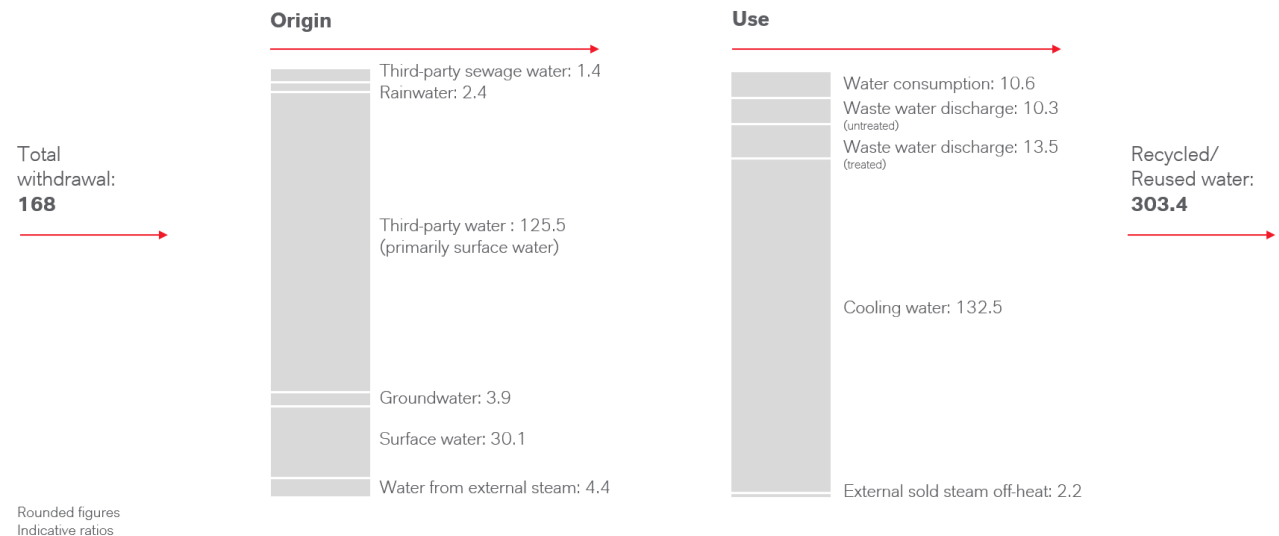 Origin
Use
Third-party sewage water: 1.4
Rainwater: 2.4
Water consumption: 10.6
Waste water discharge: 10.3
(untreated)
Waste water discharge: 13.5
(treated)
Total
withdrawal:
168
Recycled/
Reused water:
303.4
Third-party water : 125.5
(primarily surface water)
Cooling water: 132.5
Groundwater: 3.9
Surface water: 30.1
Water from external steam: 4.4
External sold steam off-heat: 2.2
Rounded figures
Indicative ratios